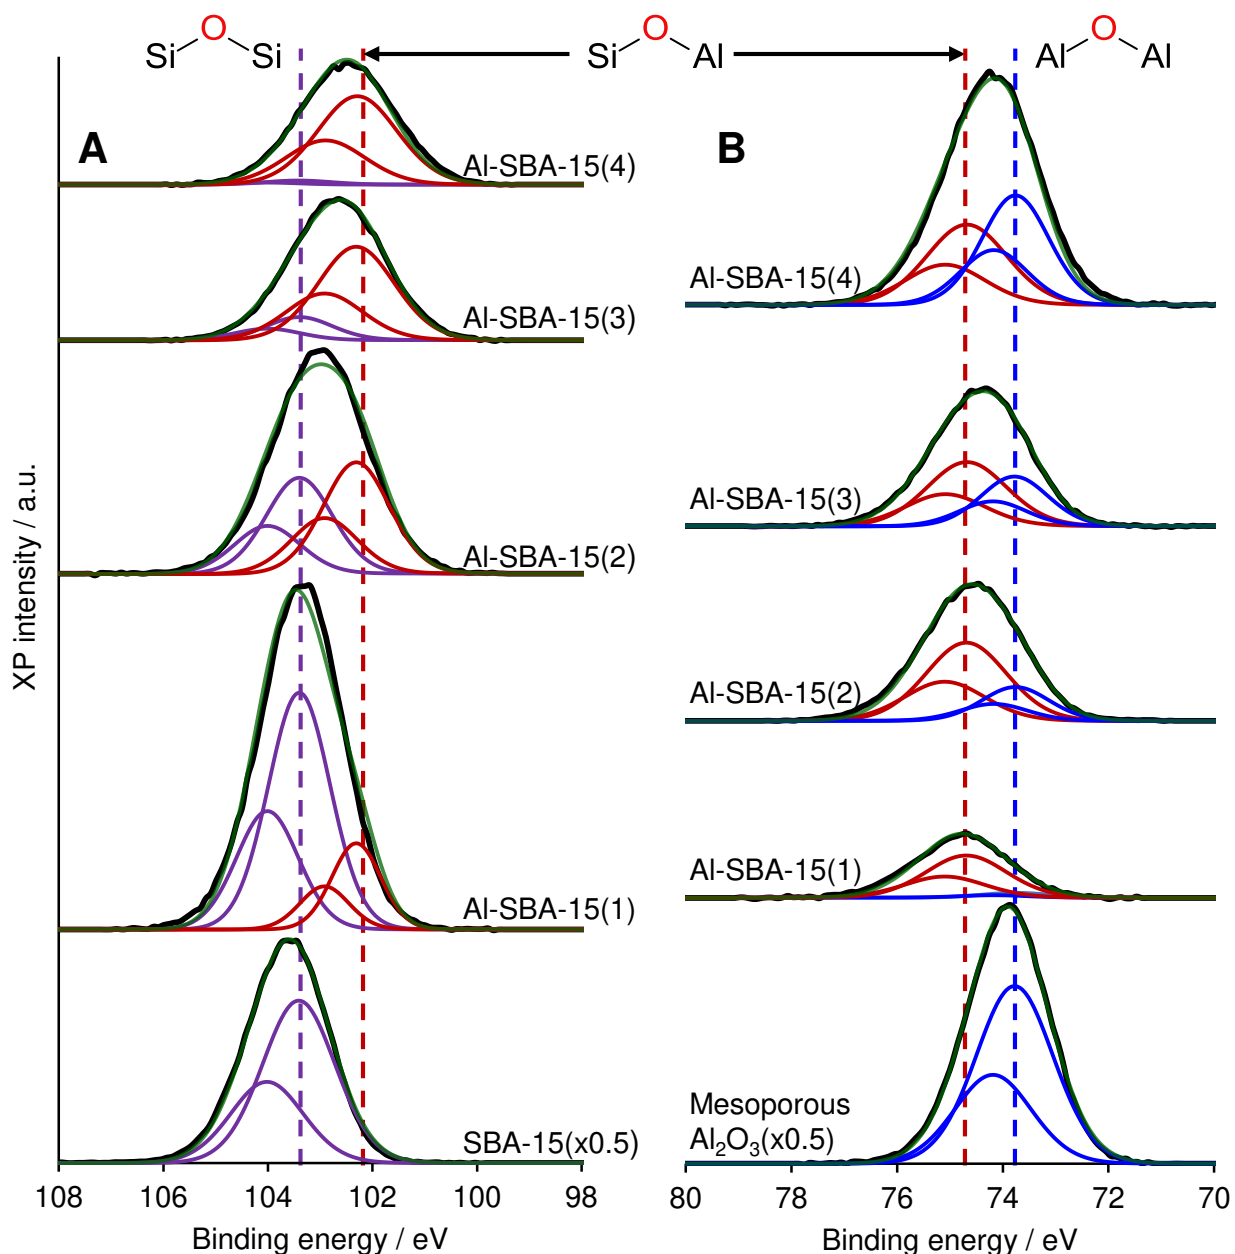 Si O Si
Si O Al
Al O Al
A
B
Al-SBA-15(4)
Al-SBA-15(3)
Al-SBA-15(2)
Al-SBA-15(1)
SBA-15(x0.5)
Al-SBA-15(4)
Al-SBA-15(3)
Al-SBA-15(2)
Al-SBA-15(1)
Mesoporous
Al₂O₃(x0.5)
XP intensity / a.u.
108 106 104 102 100 98
Binding energy / eV
80 78 76 74 72 70
Binding energy / eV